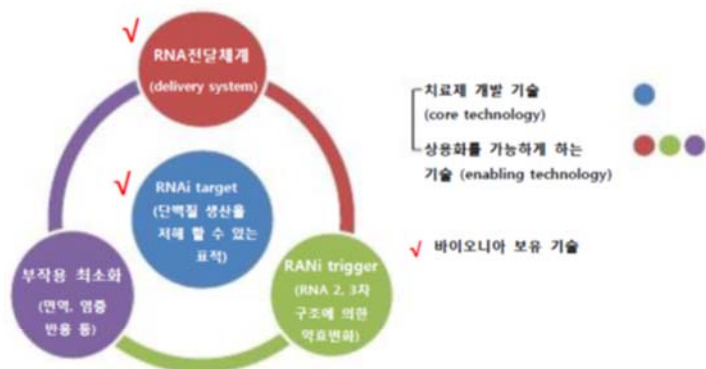 √
RNA전달체계
(delivery system)
√
RNAi target
(단백질 생산을
저해 할 수 있는
표적)
부작용 최소화
(면역, 염증
반응 등)
RANi trigger
(RNA 2, 3차
구조에 의한
약효변화)
치료제 개발 기술
(core technology)
상용화를 가능하게 하는
기술 (enabling technology)
√ 바이오니아 보유 기술